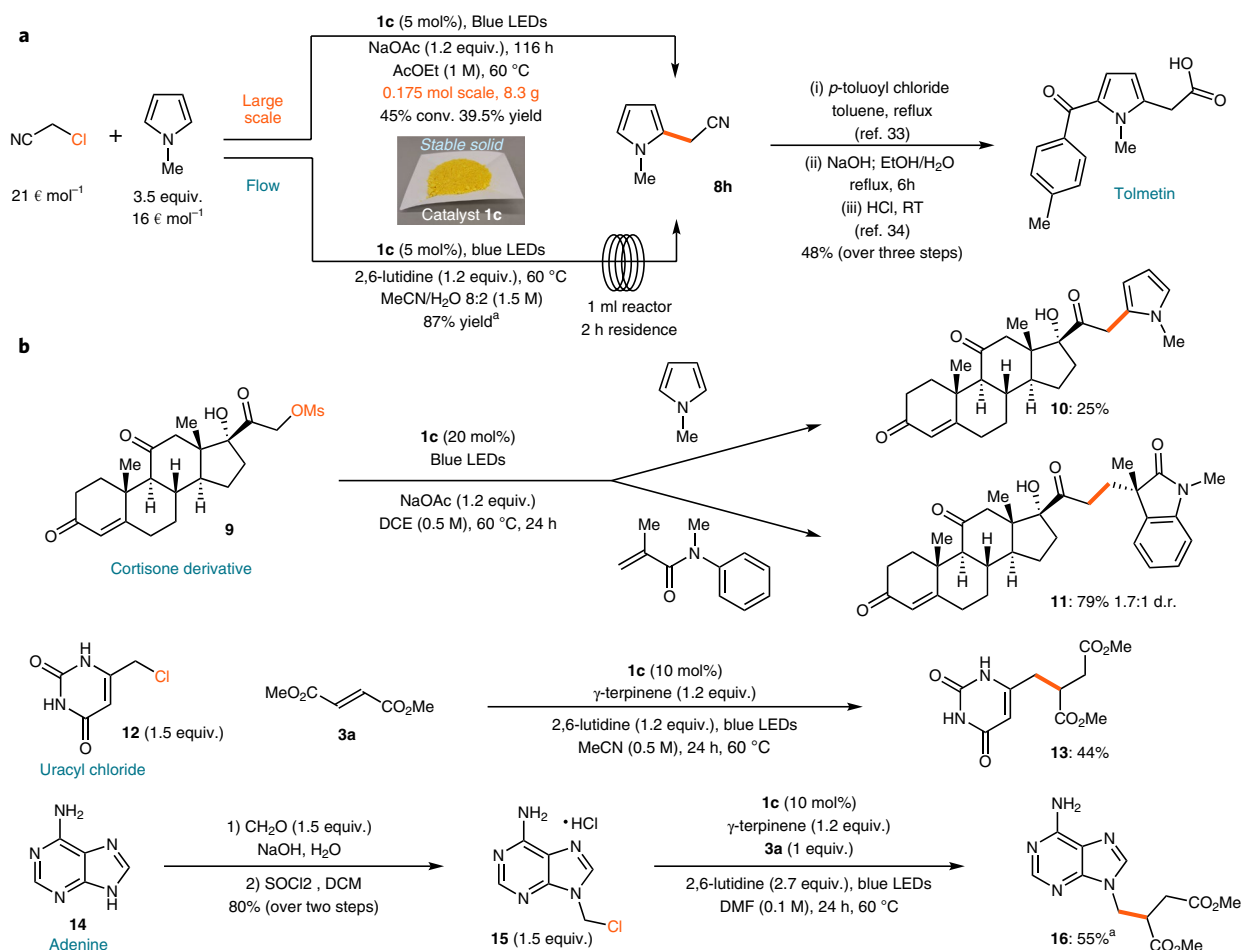 a
NC
Cl
21 € mol⁻¹
+
N
Me
3.5 equiv.
16 € mol⁻¹
Large
scale
Flow
1c (5 mol%), Blue LEDs
NaOAc (1.2 equiv.), 116 h
AcOEt (1 M), 60 °C
0.175 mol scale, 8.3 g
45% conv. 39.5% yield
Stable solid
Catalyst 1c
1c (5 mol%), blue LEDs
2,6-lutidine (1.2 equiv.), 60 °C
MeCN/H₂O 8:2 (1.5 M)
87% yieldᵃ
1 ml reactor
2 h residence
N
CN
Me
8h
(i) p-toluoyl chloride
toluene, reflux
(ref. 33)
(ii) NaOH; EtOH/H₂O
reflux, 6h
(iii) HCl, RT
(ref. 34)
48% (over three steps)
HO
O
O
N
Me
Me
Tolmetin
b
O
HO
OMs
Me
O
Me
H
H
H
O
9
Cortisone derivative
1c (20 mol%)
Blue LEDs
NaOAc (1.2 equiv.)
DCE (0.5 M), 60 °C, 24 h
N
Me
Me
Me
N
O
O
HO
Me
N
Me
O
Me
H
H
H
O
10: 25%
Me
O
O
N
Me
HO
Me
O
Me
H
H
H
O
11: 79% 1.7:1 d.r.
H
O
N
Cl
HN
O
12 (1.5 equiv.)
Uracyl chloride
MeO₂C
CO₂Me
3a
1c (10 mol%)
γ-terpinene (1.2 equiv.)
2,6-lutidine (1.2 equiv.), blue LEDs
MeCN (0.5 M), 24 h, 60 °C
CO₂Me
H
O
N
HN
CO₂Me
O
13: 44%
NH₂
N
N
N
N
H
14
Adenine
1) CH₂O (1.5 equiv.)
NaOH, H₂O
2) SOCl2 , DCM
80% (over two steps)
NH₂
• HCl
N
N
N
N
Cl
15 (1.5 equiv.)
1c (10 mol%)
γ-terpinene (1.2 equiv.)
3a (1 equiv.)
2,6-lutidine (2.7 equiv.), blue LEDs
DMF (0.1 M), 24 h, 60 °C
NH₂
N
N
N
N
CO₂Me
CO₂Me
16: 55%ᵃ